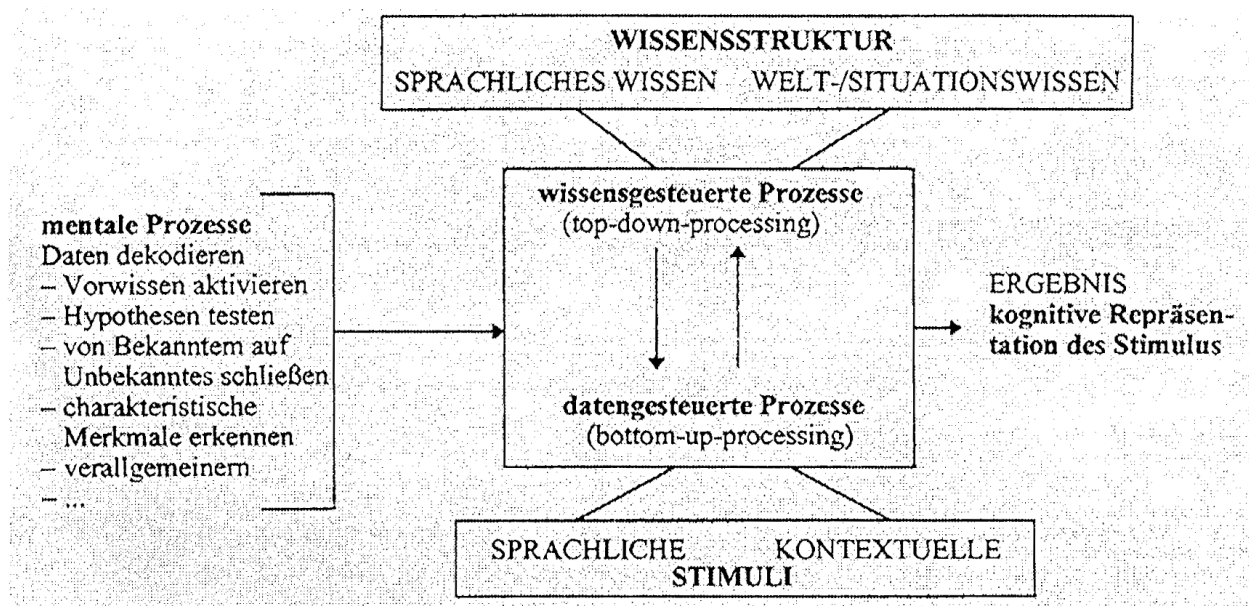 WISSENSSTRUKTUR
SPRACHLICHES WISSEN WELT-/SITUATIONSWISSEN
mentale Prozesse
Daten dekodieren
– Vorwissen aktivieren
– Hypothesen testen
– von Bekanntem auf
Unbekanntes schließen
– charakteristische
Merkmale erkennen
– verallgemeinern
– ...
wissensgesteuerte Prozesse
(top-down-processing)
datengesteuerte Prozesse
(bottom-up-processing)
ERGEBNIS
kognitive Repräsen-
tation des Stimulus
SPRACHLICHE KONTEXTUELLE
STIMULI